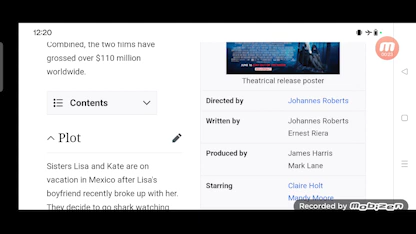 12:20
Combined, the two films have
grossed over $110 million
worldwide.
Contents
Plot
Sisters Lisa and Kate are on
vacation in Mexico after Lisa's
boyfriend recently broke up with her.
They decide to go shark watching
Theatrical release poster
Directed by Johannes Roberts
Written by Johannes Roberts
Ernest Riera
Produced by James Harris
Mark Lane
Starring Claire Holt
Mandy Moore
Recorded by Mobizen